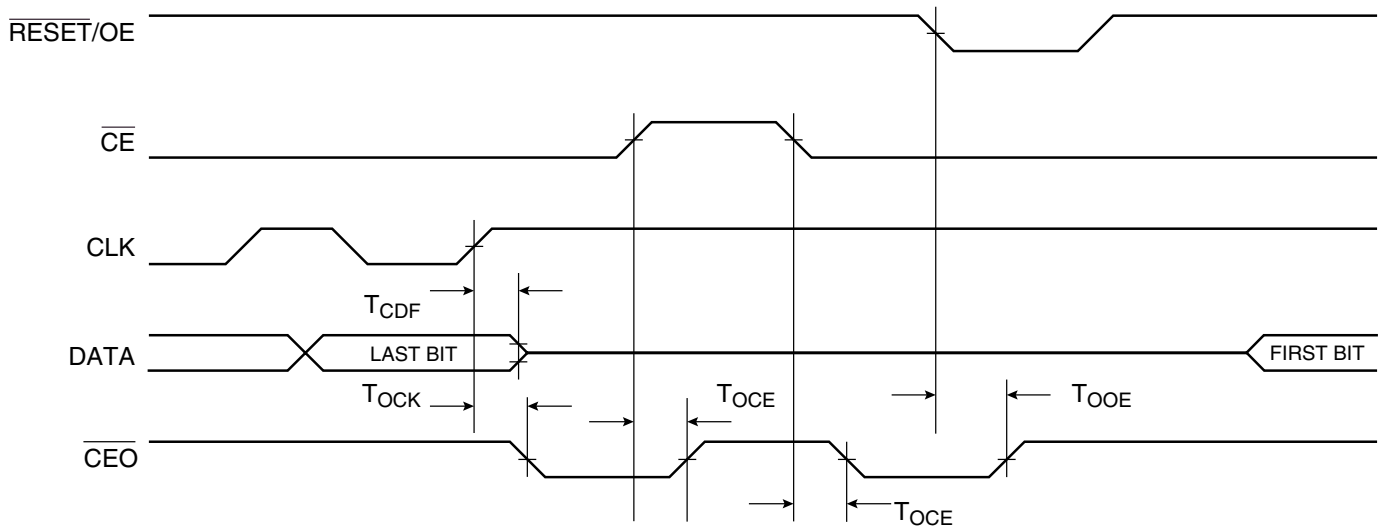 RESET/OE
CE
CLK
TCDF
DATA
LAST BIT
FIRST BIT
TOCK
TOCE
TOOE
CEO
TOCE